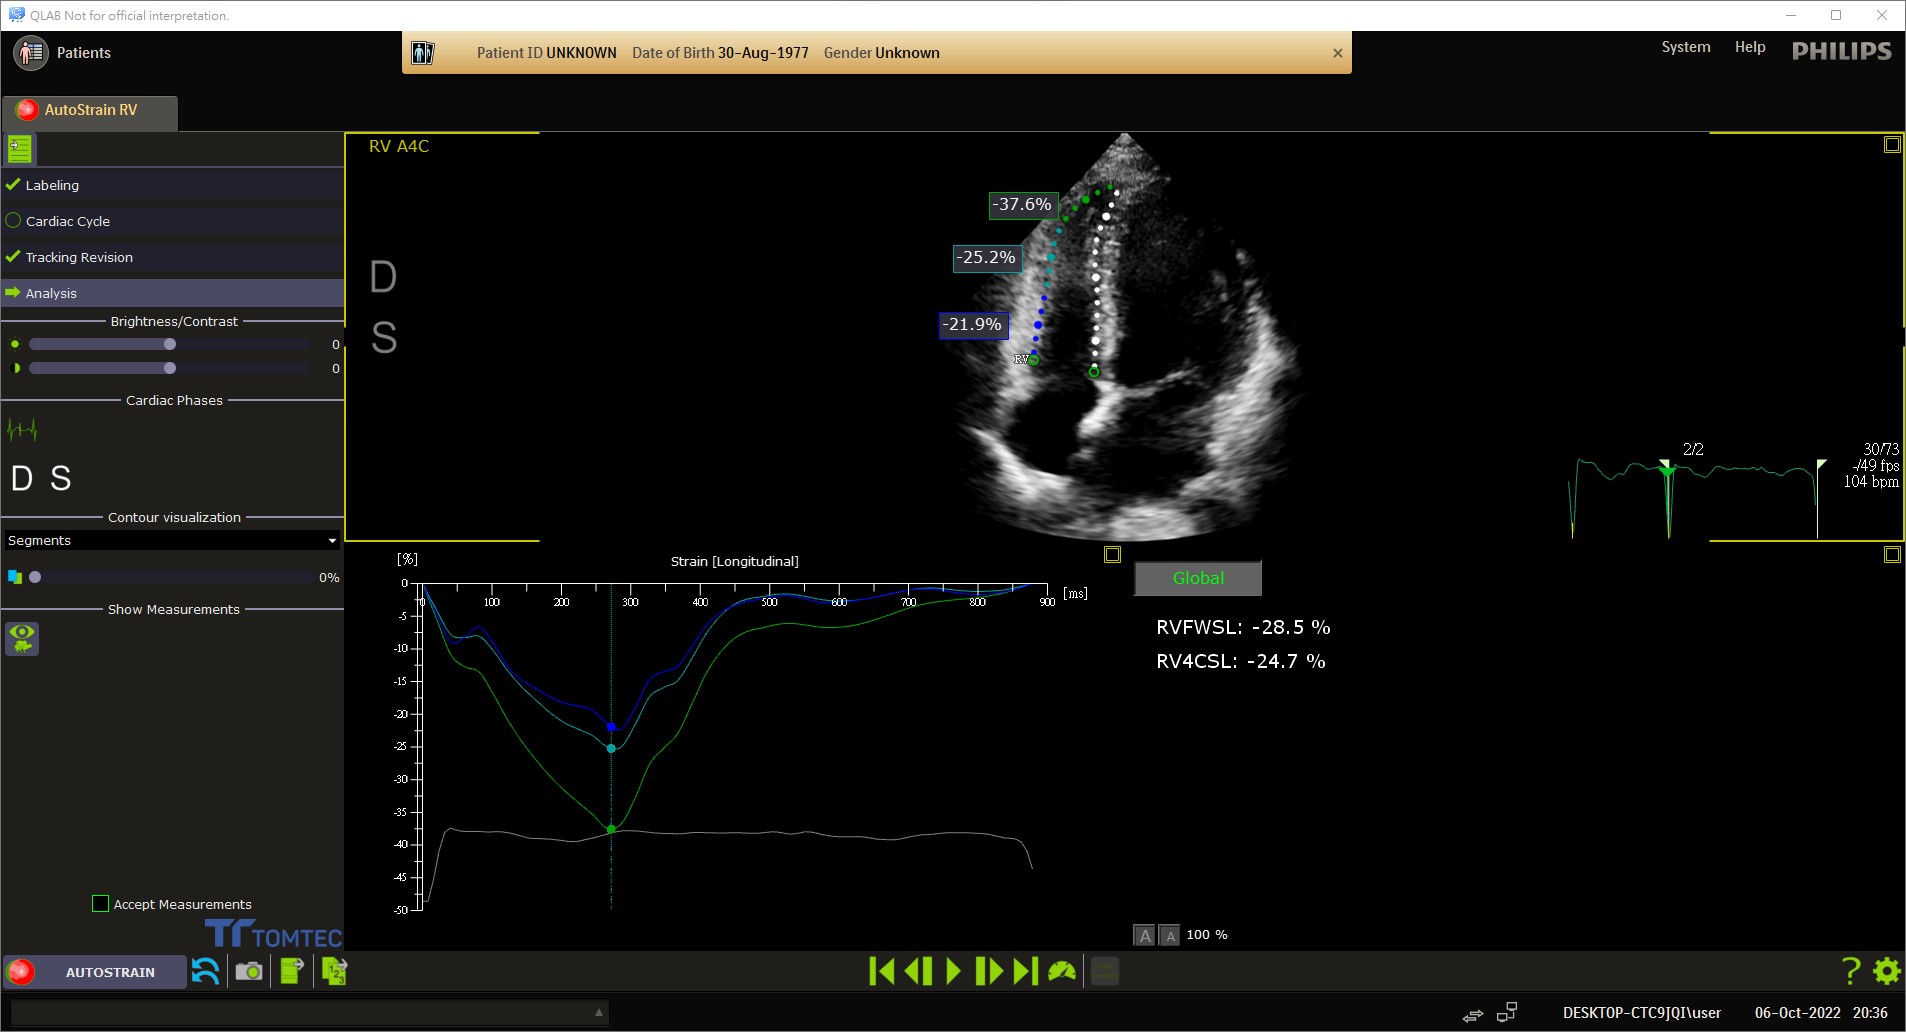 QLAB Not for official interpretation.
Patients
Patient ID UNKNOWN Date of Birth 30-Aug-1977 Gender Unknown
System Help PHILIPS
AutoStrain RV
Labeling
Cardiac Cycle
Tracking Revision
Analysis
Brightness/Contrast
0
0
Cardiac Phases
D S
Contour visualization
Segments
0%
Show Measurements
Accept Measurements
TOMTEC
RV A4C
D
S
-37.6%
-25.2%
-21.9%
RV
2/2
30/73
-/49 fps
104 bpm
[%]
Strain [Longitudinal]
0
-5
-10
-15
-20
-25
-30
-35
-40
-45
-50
0 100 200 300 400 500 600 700 800 900 [ms]
Global
RVFWSL: -28.5 %
RV4CSL: -24.7 %
A A 100 %
AUTOSTRAIN
1 2 3
?
DESKTOP-CTC9JQI\user 06-Oct-2022 20:36